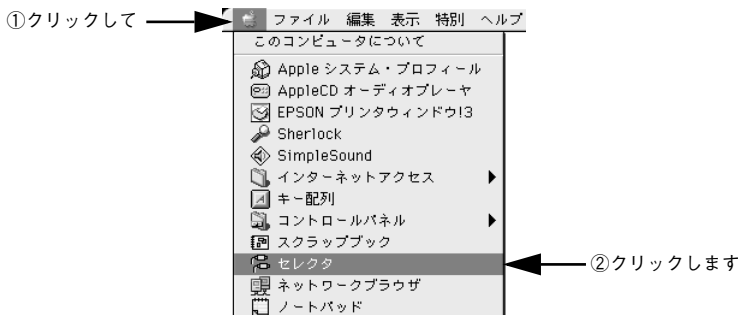 ①クリックして
ファイル 編集 表示 特別 ヘルプ
このコンピュータについて
Apple システム・プロフィール
AppleCD オーディオプレーヤ
EPSON プリンタウィンドウ!3
Sherlock
SimpleSound
インターネットアクセス
キー配列
コントロールパネル
スクラップブック
セレクタ
②クリックします
ネットワークブラウザ
ノートパッド